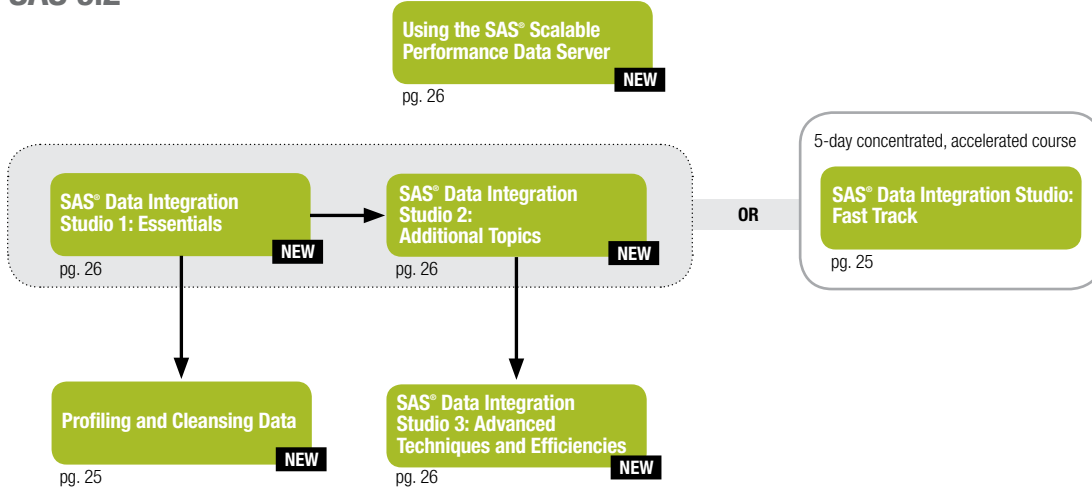 Using the SAS® Scalable
Performance Data Server
NEW
pg. 26
5-day concentrated, accelerated course
SAS® Data Integration
Studio 1: Essentials
NEW
pg. 26
SAS® Data Integration
Studio 2:
Additional Topics
NEW
pg. 26
OR
SAS® Data Integration Studio:
Fast Track
pg. 25
Profiling and Cleansing Data
NEW
pg. 25
SAS® Data Integration
Studio 3: Advanced
Techniques and Efficiencies
NEW
pg. 26